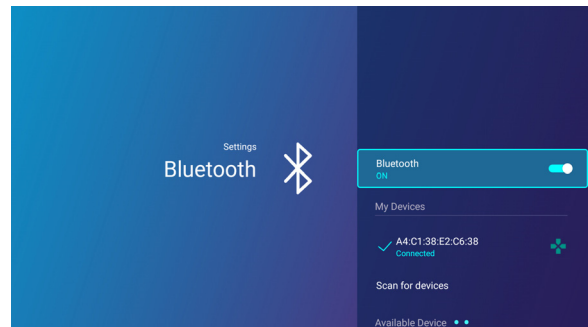 Settings
Bluetooth
Bluetooth
ON
My Devices
A4:C1:38:E2:C6:38
Connected
Scan for devices
Available Device